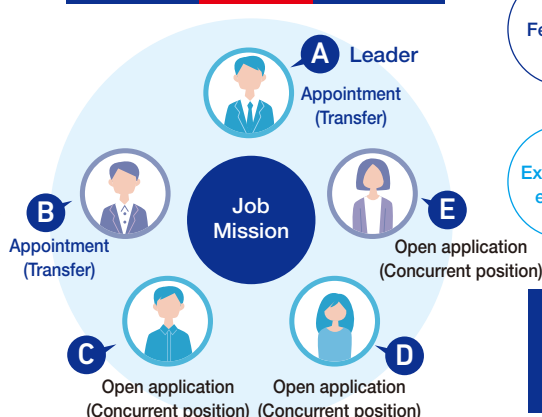 A Leader
Appointment
(Transfer)
B
Appointment
(Transfer)
Job
Mission
E
Open application
(Concurrent position)
C
Open application
(Concurrent position)
D
Open application
(Concurrent position)